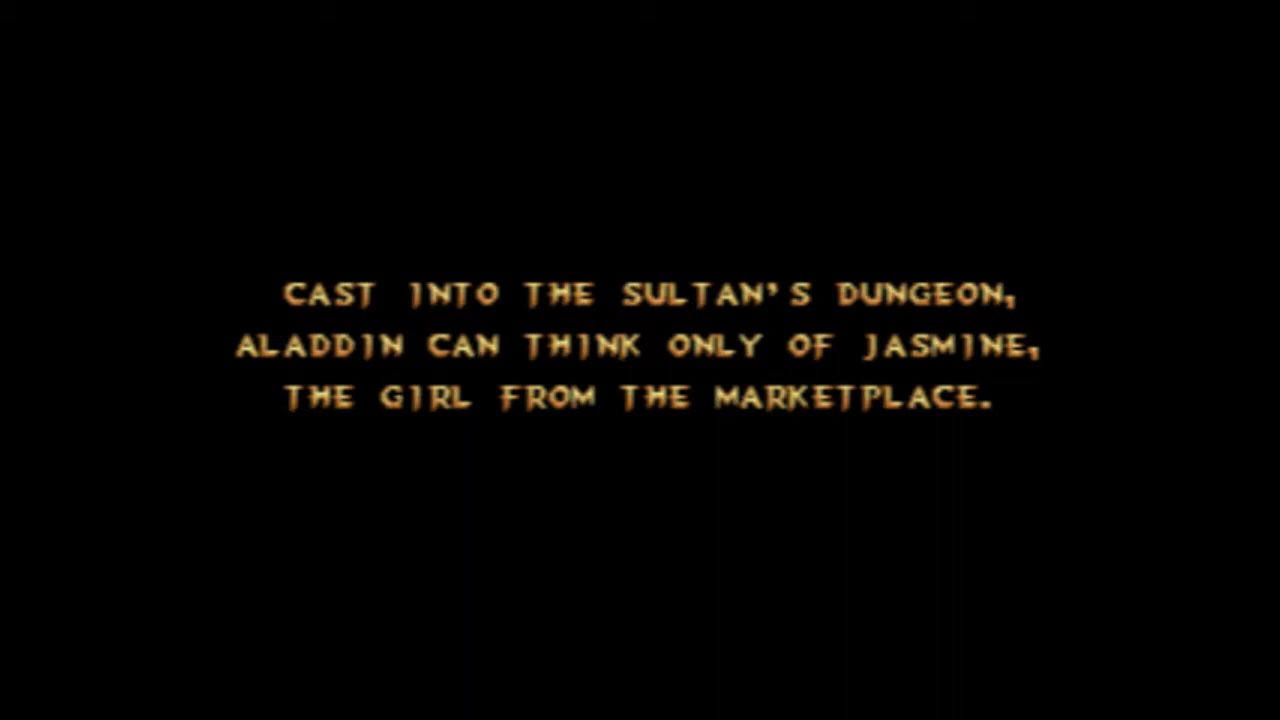 CAST INTO THE SULTAN'S DUNGEON,
ALADDIN CAN THINK ONLY OF JASMINE,
THE GIRL FROM THE MARKETPLACE.